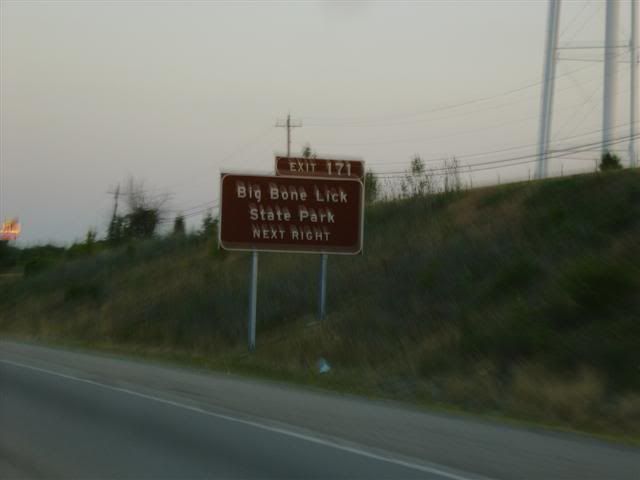 EXIT 171
Big Bone Lick
State Park
NEXT RIGHT